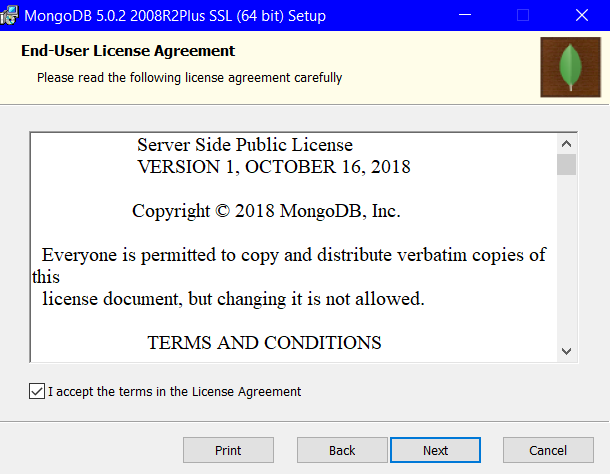 MongoDB 5.0.2 2008R2Plus SSL (64 bit) Setup
End-User License Agreement
Please read the following license agreement carefully
Server Side Public License
VERSION 1, OCTOBER 16, 2018
Copyright © 2018 MongoDB, Inc.
Everyone is permitted to copy and distribute verbatim copies of
this
license document, but changing it is not allowed.
TERMS AND CONDITIONS
I accept the terms in the License Agreement
Print
Back
Next
Cancel